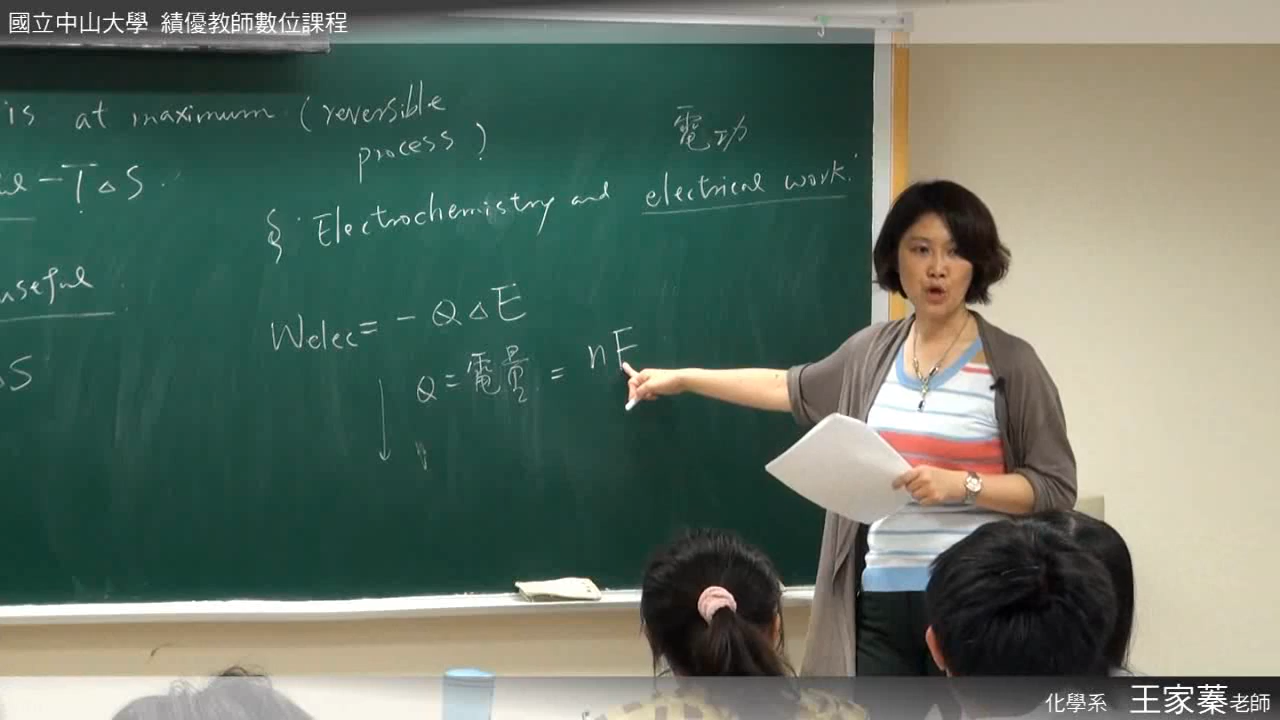 國立中山大學 績優教師數位課程
is at maximum (reversible
process)
-T△S
useful
△S
電功
§. Electrochemistry and electrical work.
Welec = - Q△E
Q = 電量 = nF
化學系 王家蓁老師